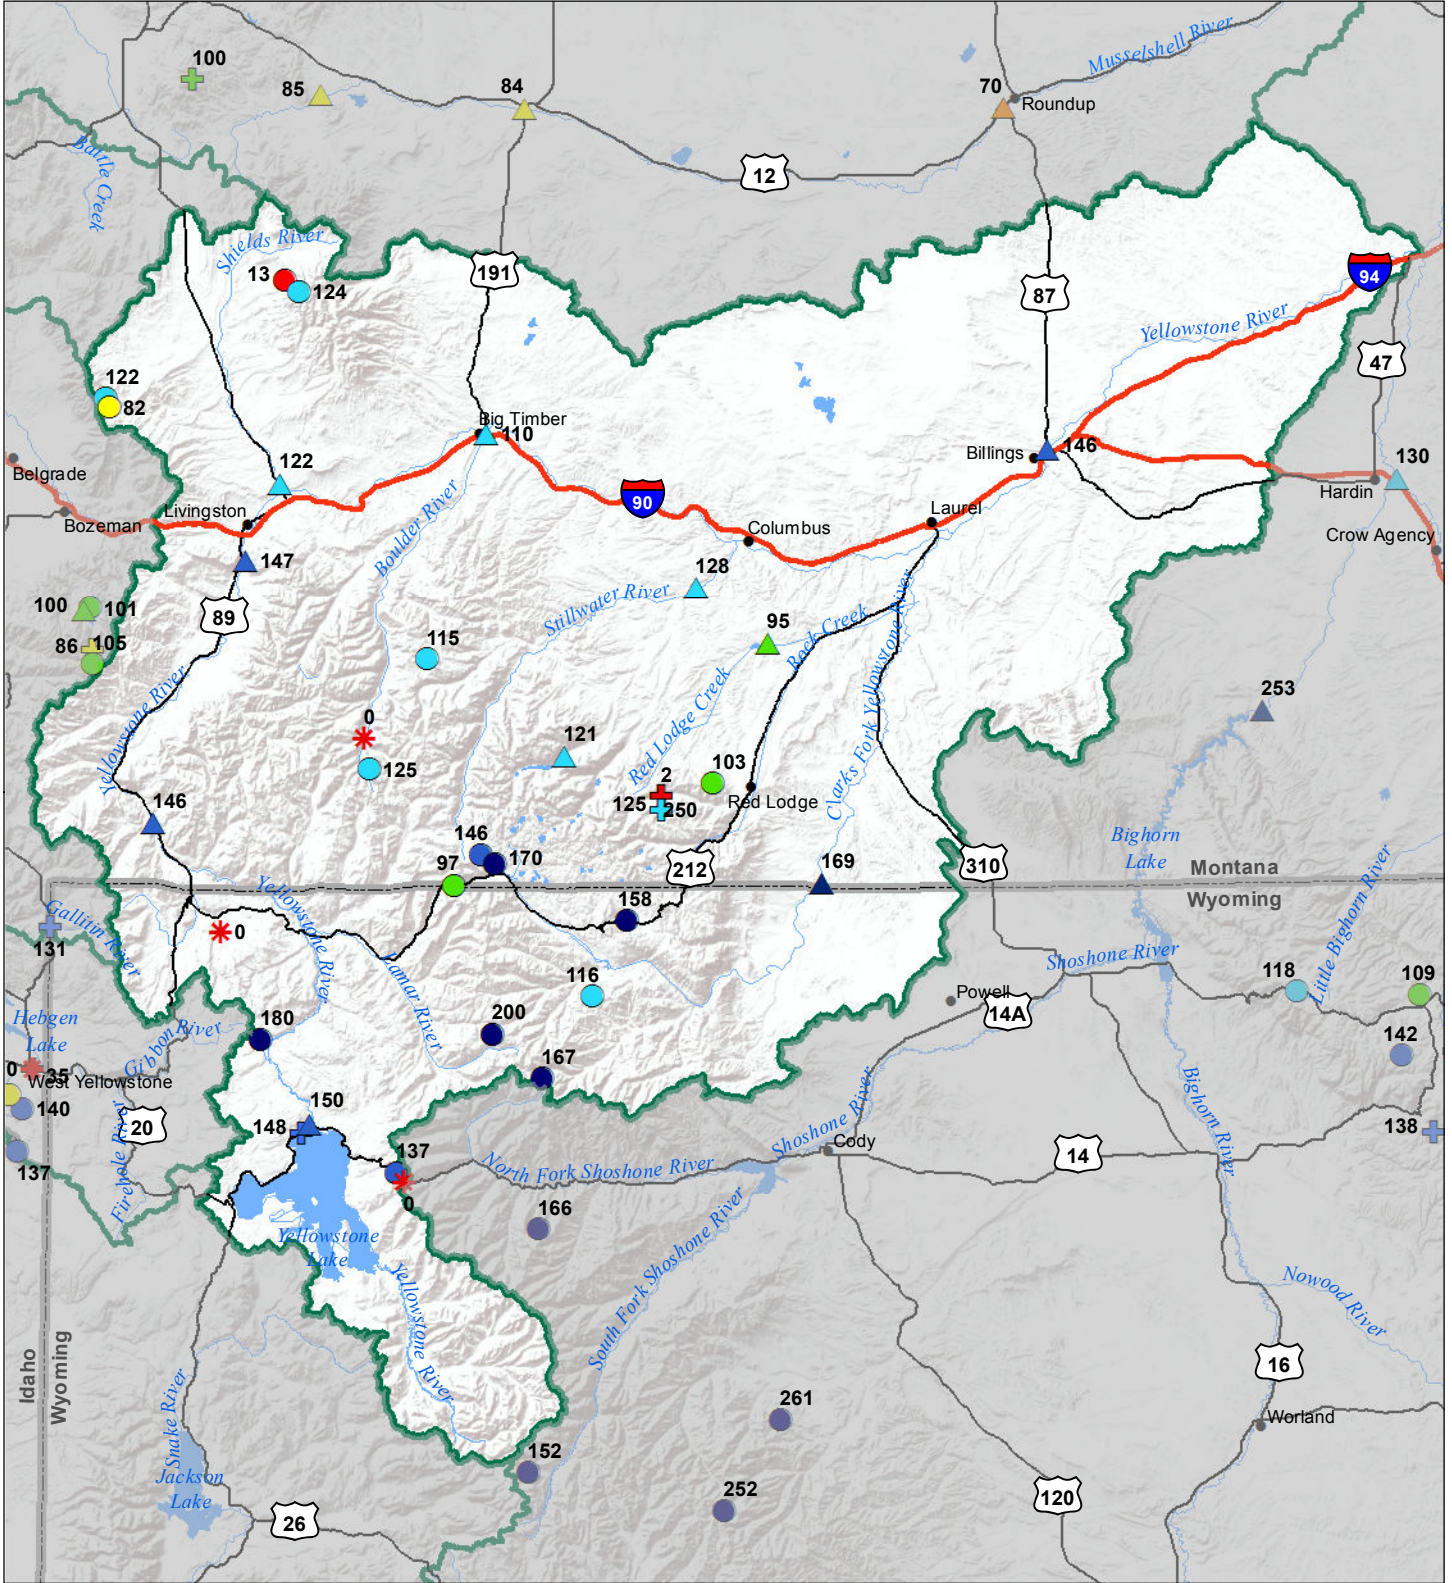 100
85
84
70
Roundup
Musselshell River
12
Battle Creek
Shields River
13
124
191
87
94
Yellowstone River
47
122
82
Big Timber
110
122
Billings
146
130
Belgrade
Livingston
90
Hardin
Bozeman
Laurel
Columbus
Crow Agency
147
Boulder River
128
Stillwater River
100
101
89
95
Rock Creek
86
105
115
Clarks Fork Yellowstone River
Yellowstone River
Red Lodge Creek
253
0
121
125
103
2
125
250
Red Lodge
146
Bighorn
Lake
146
170
97
212
169
310
Montana
Wyoming
Yellowstone River
158
Gallitin River
0
131
Little Bighorn River
Lamar River
Shoshone River
116
118
109
Powell
14A
Hebgen
Lake
Gibbon River
180
200
142
0
35
West Yellowstone
167
140
150
148
20
Firehole River
Shoshone River
Bighorn River
138
137
137
Cody
14
North Fork Shoshone River
0
166
Yellowstone
Lake
South Fork Shoshone River
Yellowstone River
Nowood River
Idaho
Wyoming
16
Snake River
261
Worland
152
Jackson
Lake
252
120
26